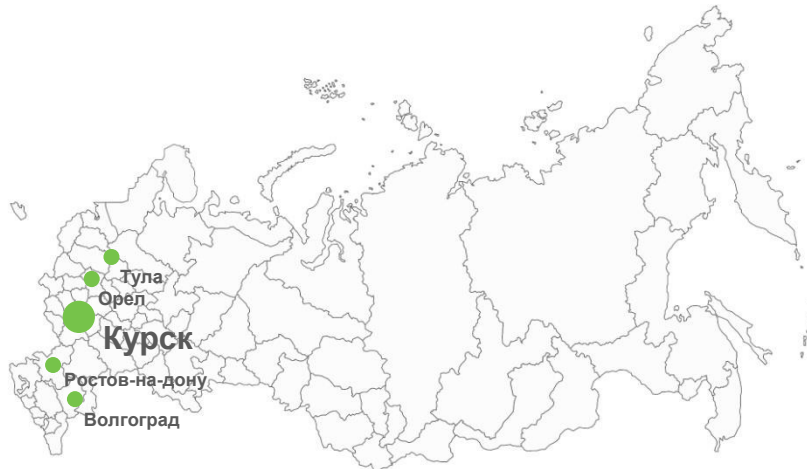 Тула
Орел
Курск
Ростов-на-дону
Волгоград